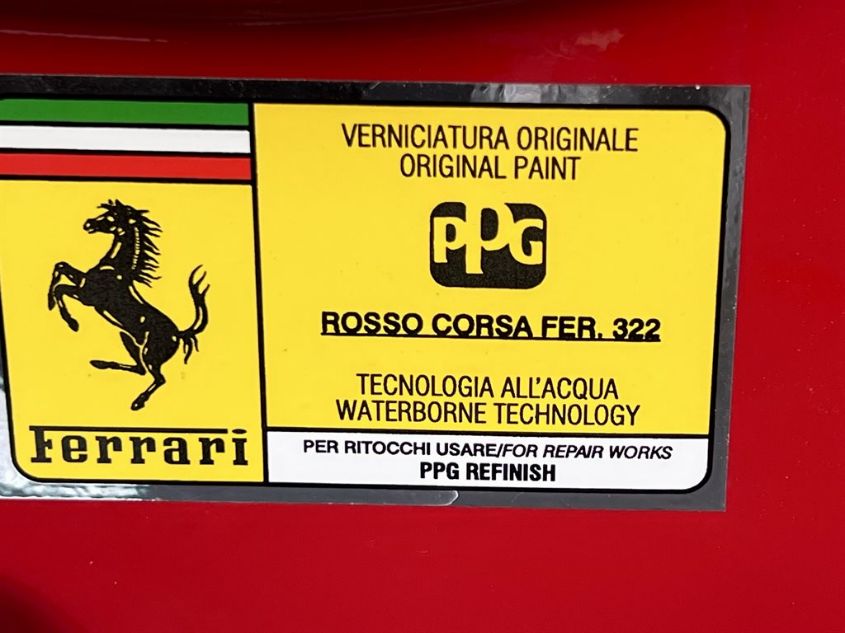 VERNICIATURA ORIGINALE
ORIGINAL PAINT
PPG
ROSSO CORSA FER. 322
TECNOLOGIA ALL'ACQUA
WATERBORNE TECHNOLOGY
Ferrari
PER RITOCCHI USARE/FOR REPAIR WORKS
PPG REFINISH